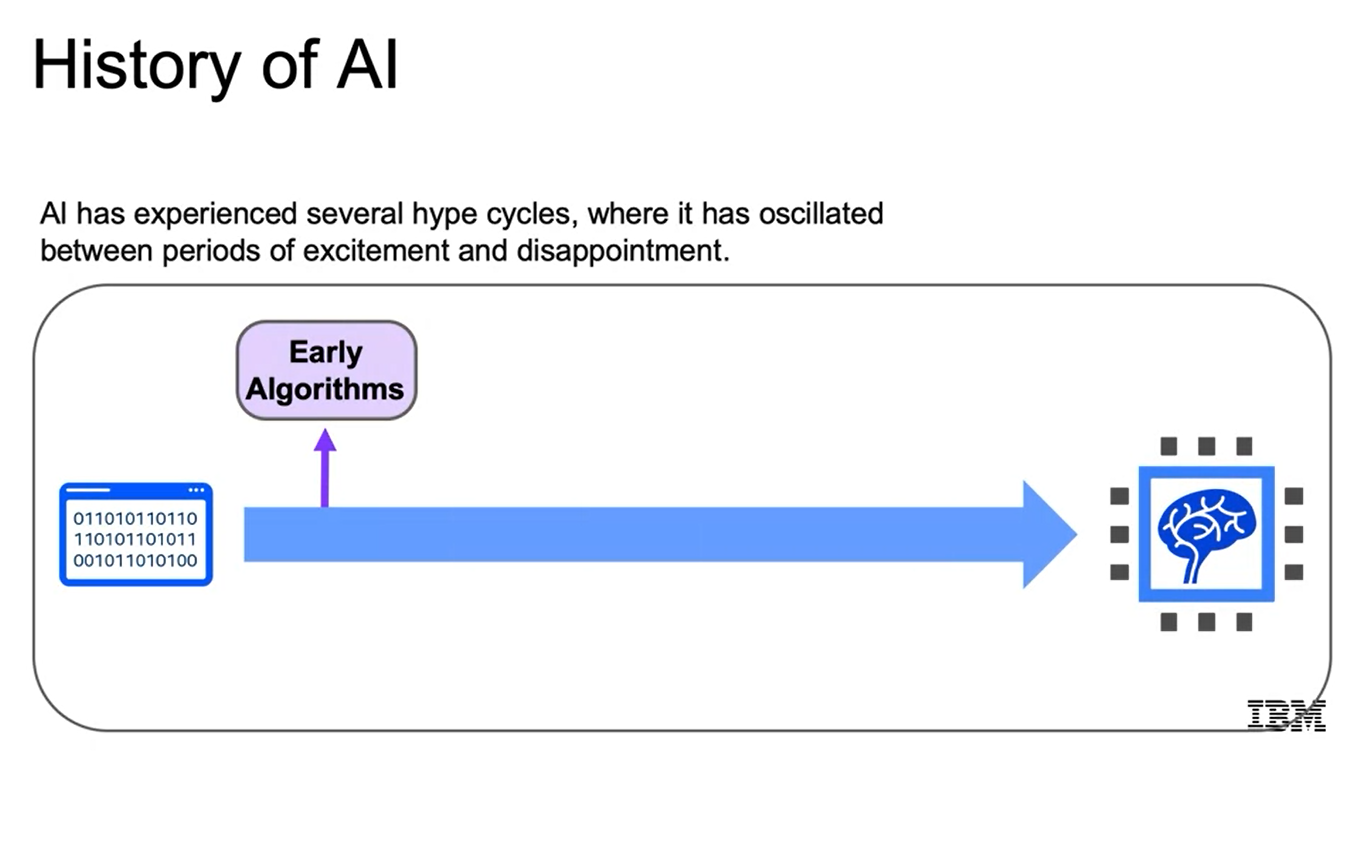 History of AI
AI has experienced several hype cycles, where it has oscillated
between periods of excitement and disappointment.
Early
Algorithms
011010110110
110101101011
001011010100
IBM